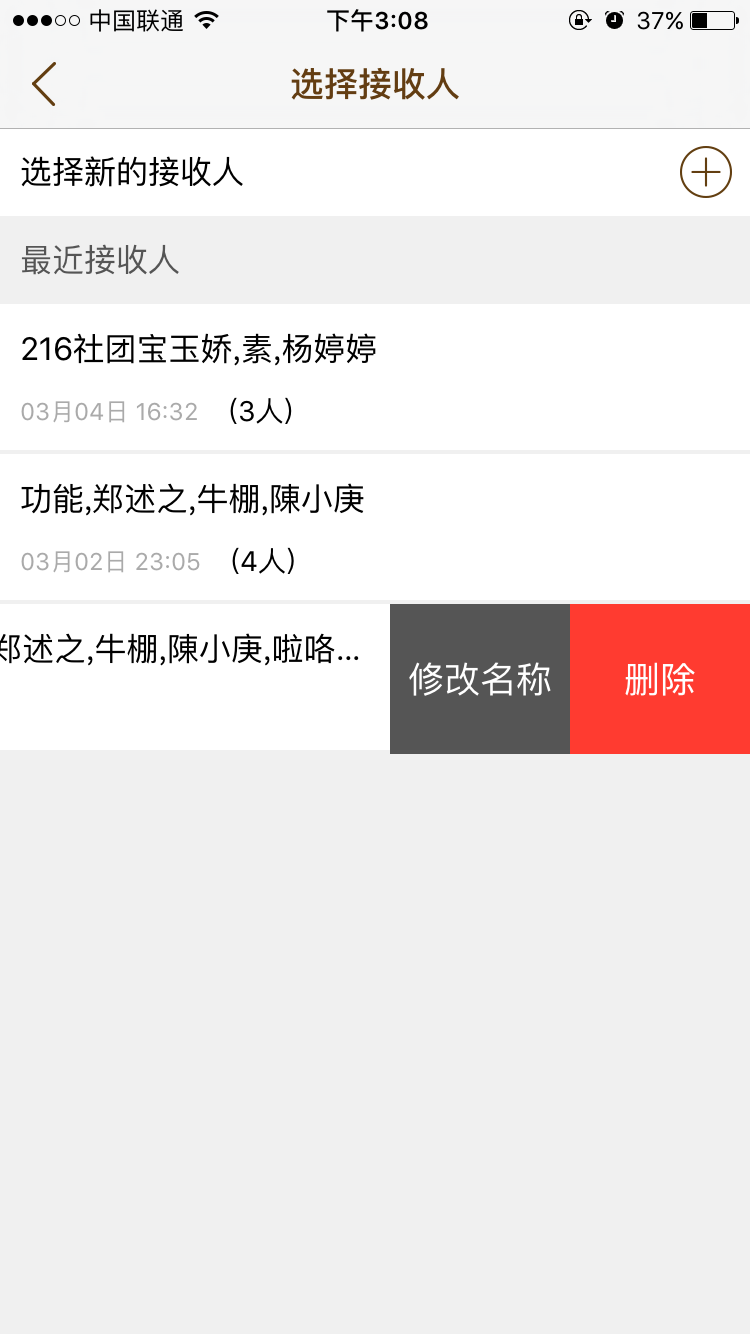 中国联通 下午3:08 37%
选择接收人
选择新的接收人
最近接收人
216社团宝玉娇,素,杨婷婷
03月04日 16:32 (3人)
功能,郑述之,牛棚,陳小庚
03月02日 23:05 (4人)
郑述之,牛棚,陳小庚,啦咯...
修改名称 删除